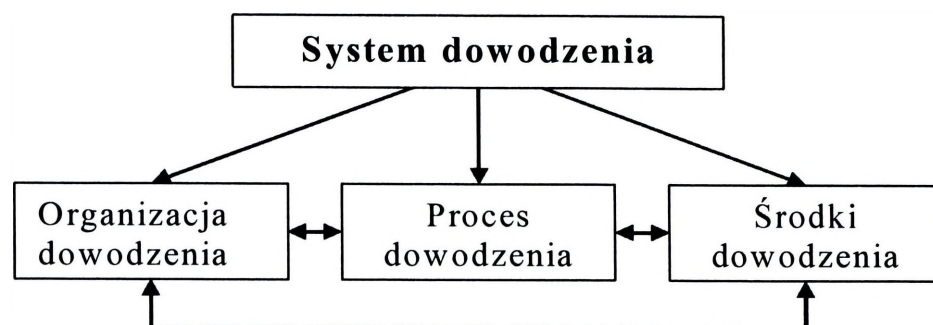 System dowodzenia
Organizacja
dowodzenia
Proces
dowodzenia
Środki
dowodzenia